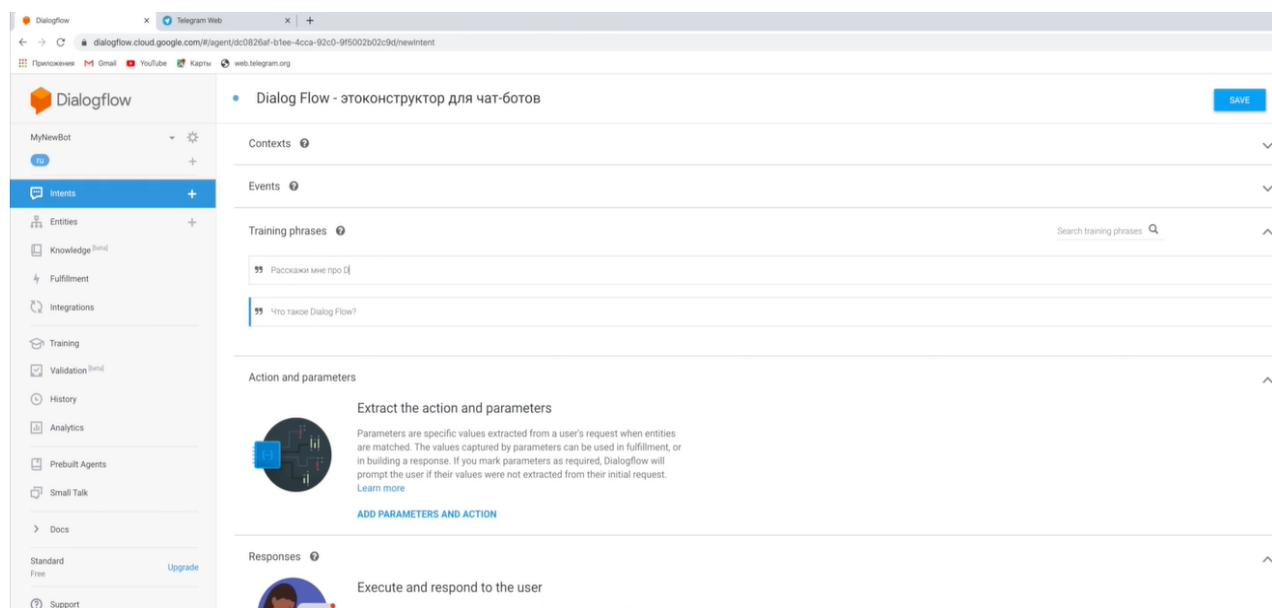 Dialogflow
Telegram Web
dialogflow.cloud.google.com/#/agent/dc0826af-b1ee-4cca-92c0-9f5002b02c9d/newIntent
Приложения Gmail YouTube Карты web.telegram.org
Dialogflow
Dialog Flow - этоконструктор для чат-ботов
SAVE
MyNewBot
ru
Intents
Entities
Knowledge [beta]
Fulfillment
Integrations
Training
Validation [beta]
History
Analytics
Prebuilt Agents
Small Talk
Docs
Standard
Free
Upgrade
Support
Contexts
Events
Training phrases
Search training phrases
Расскажи мне про D
Что такое Dialog Flow?
Action and parameters
Extract the action and parameters
Parameters are specific values extracted from a user's request when entities
are matched. The values captured by parameters can be used in fulfillment, or
in building a response. If you mark parameters as required, Dialogflow will
prompt the user if their values were not extracted from their initial request.
Learn more
ADD PARAMETERS AND ACTION
Responses
Execute and respond to the user